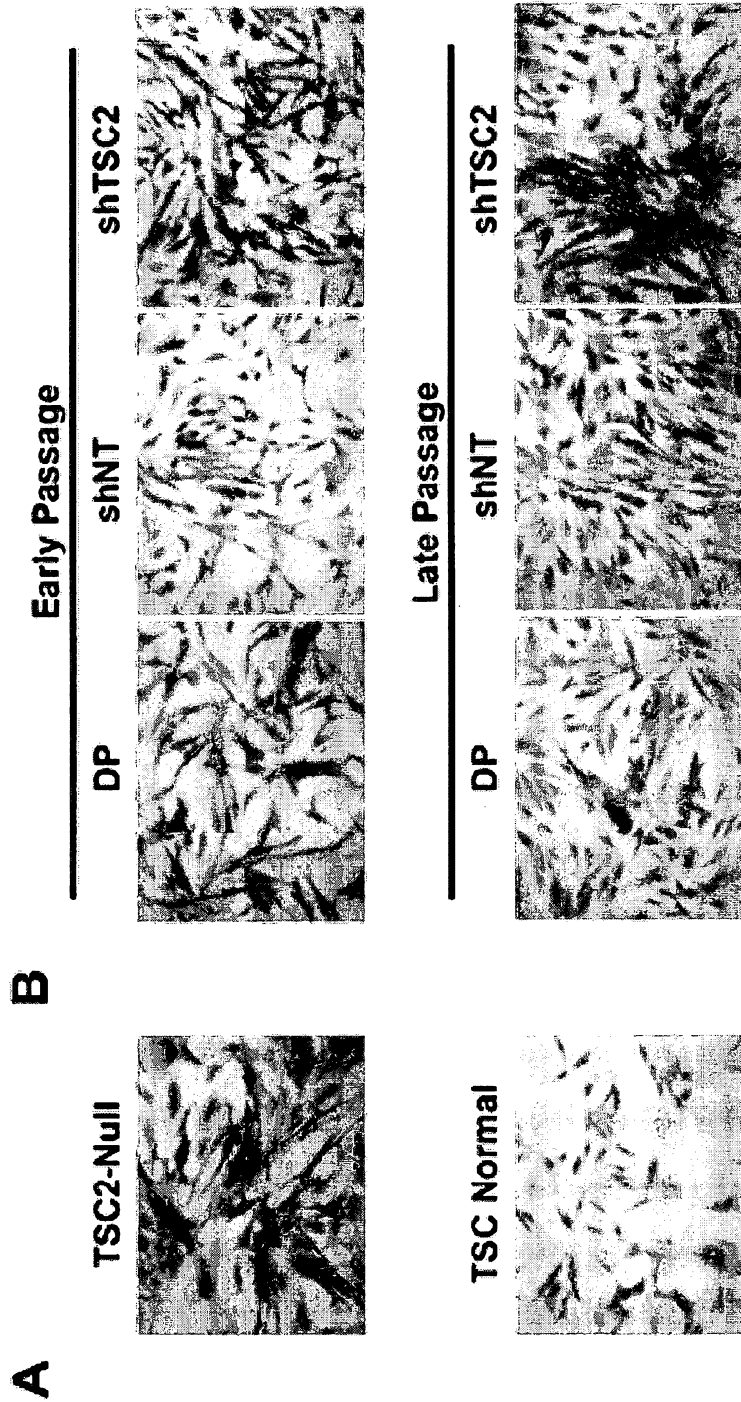 A
TSC2-Null
TSC Normal
B
Early Passage
DP shNT shTSC2
Late Passage
DP shNT shTSC2